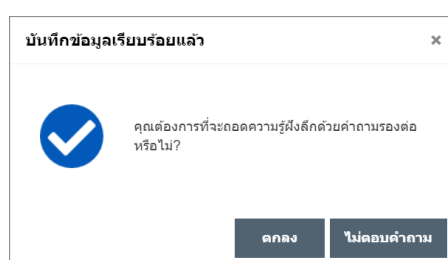 บันทึกข้อมูลเรียบร้อยแล้ว
คุณต้องการที่จะถอดความรู้ฝังลึกด้วยคำถามรองต่อ
หรือไม่?
ตกลง
ไม่ตอบคำถาม